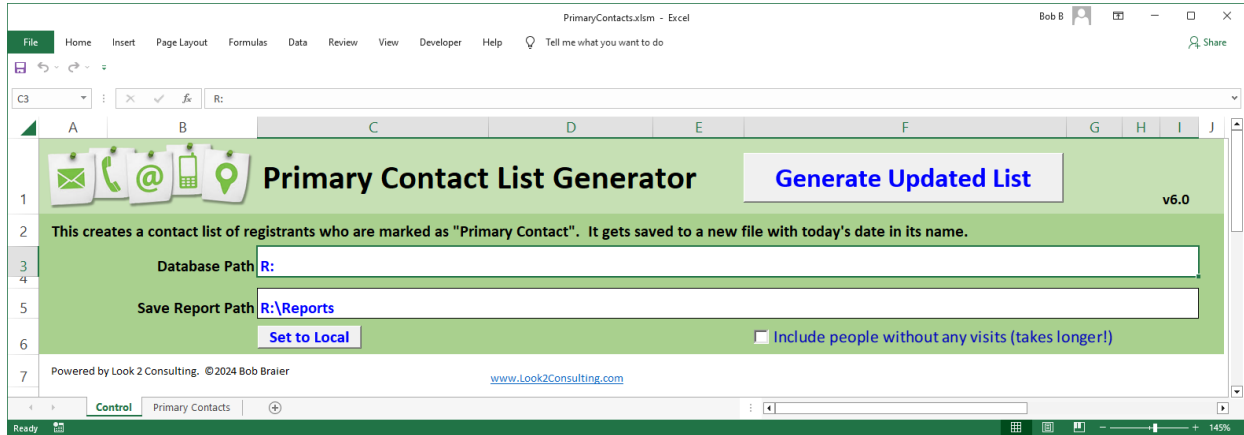 PrimaryContacts.xlsm - Excel
Bob B
File Home Insert Page Layout Formulas Data Review View Developer Help Tell me what you want to do Share
C3 fx R:
A B C D E F G H I J
1 @ Primary Contact List Generator Generate Updated List v6.0
2 This creates a contact list of registrants who are marked as "Primary Contact". It gets saved to a new file with today's date in its name.
3 Database Path R:
4
5 Save Report Path R:\Reports
6 Set to Local Include people without any visits (takes longer!)
7 Powered by Look 2 Consulting. ©2024 Bob Braier www.Look2Consulting.com
Control Primary Contacts
Ready 145%